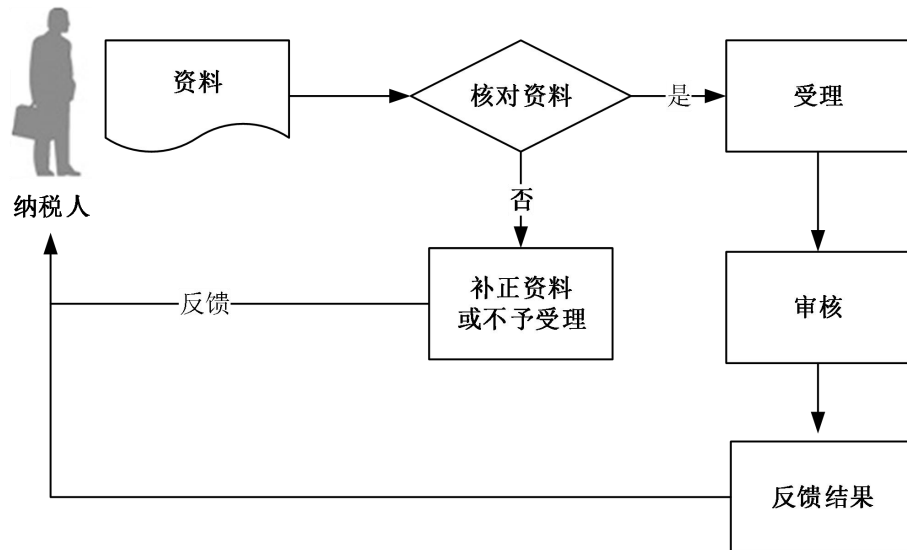 资料
核对资料
是
受理
纳税人
否
补正资料
或不予受理
反馈
审核
反馈结果